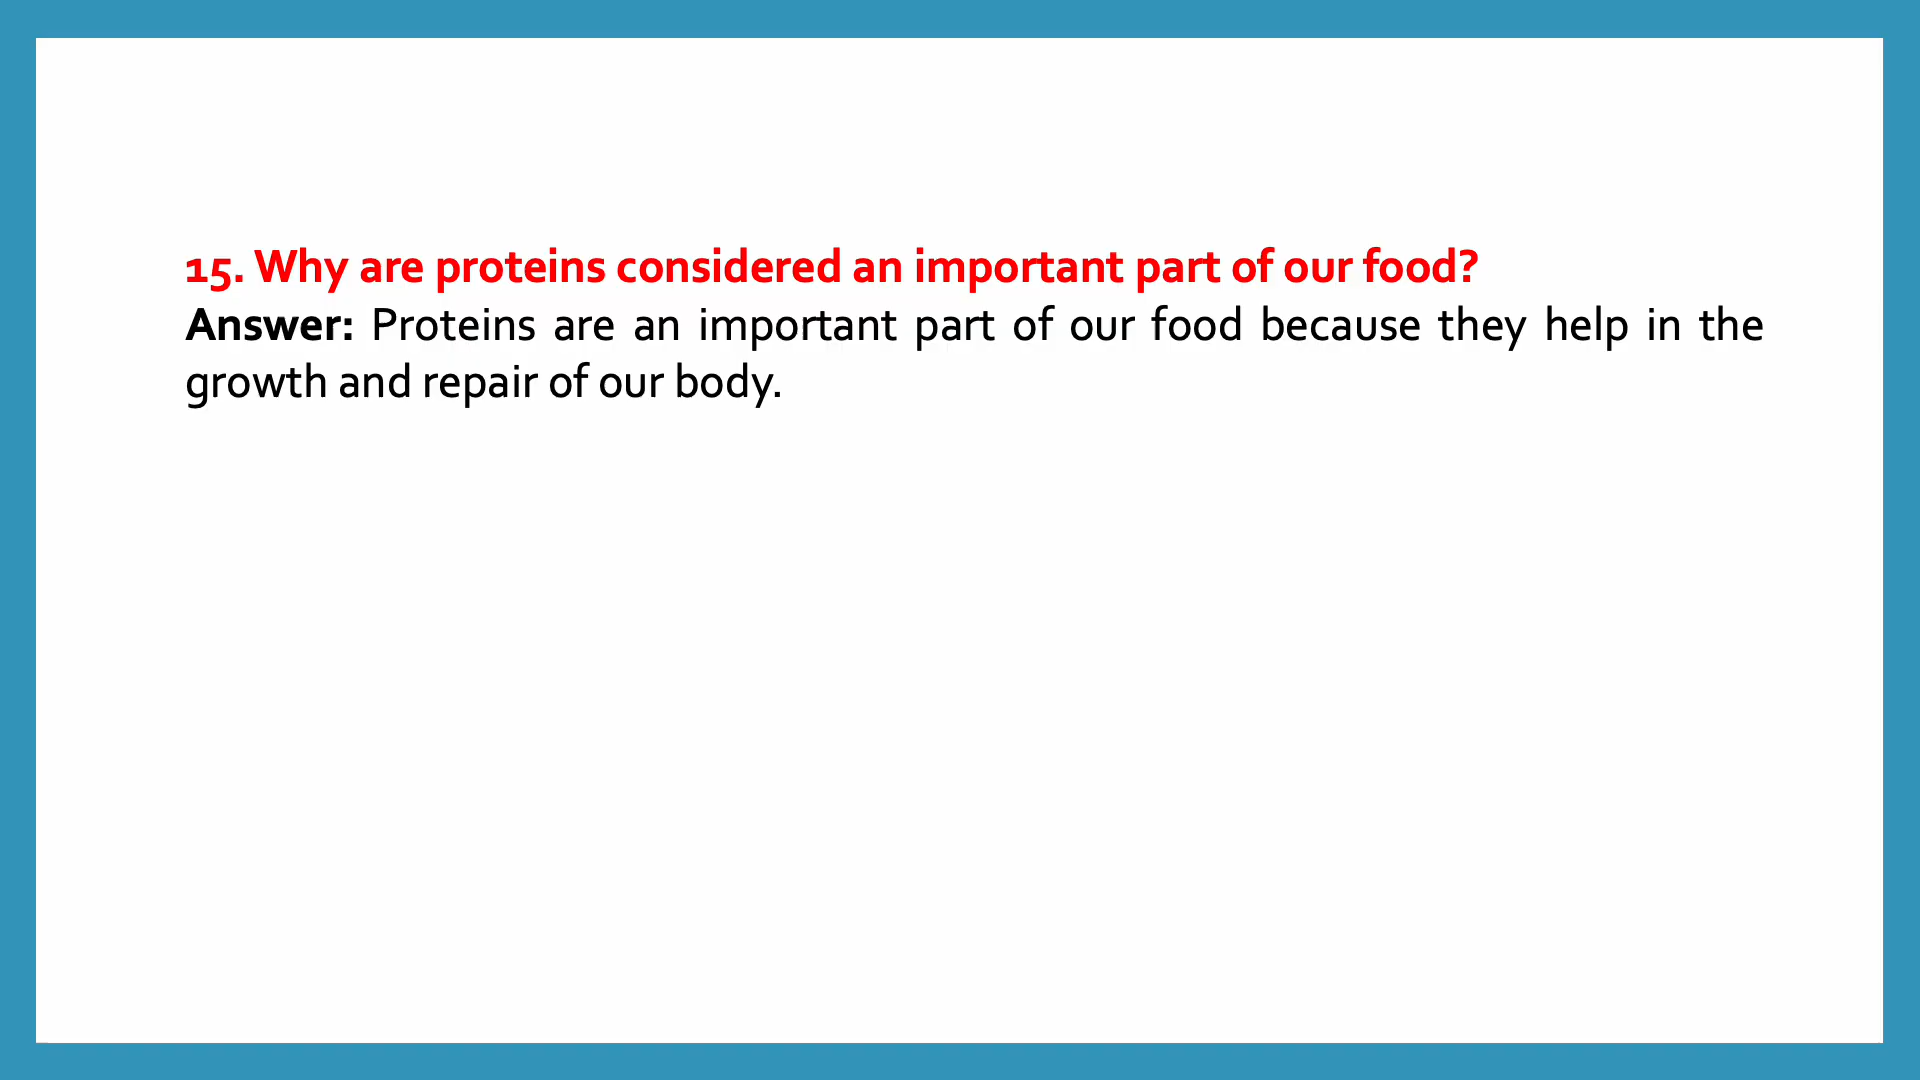 15. Why are proteins considered an important part of our food?
Answer: Proteins are an important part of our food because they help in the
growth and repair of our body.